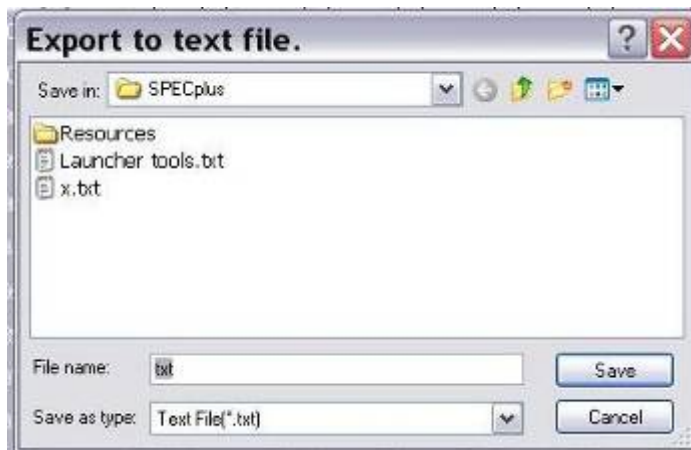 Export to text file.
Save in: SPECplus
Resources
Launcher tools.txt
x.txt
File name: txt Save
Save as type: Text File(*.txt) Cancel